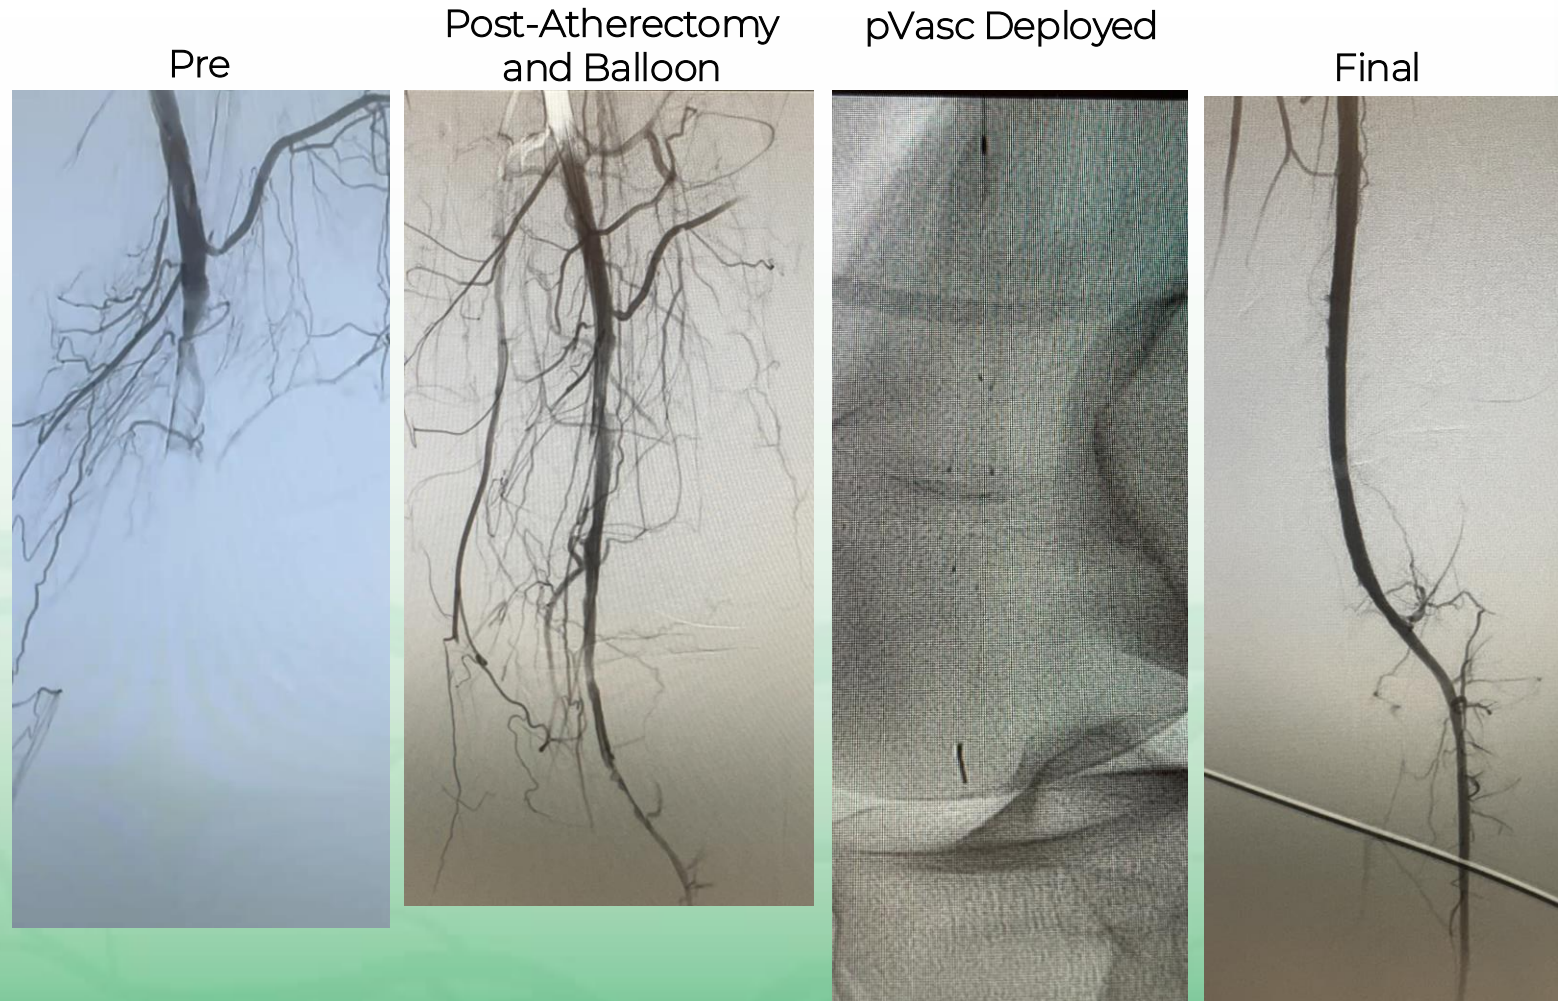 Pre
Post-Atherectomy
and Balloon
pVasc Deployed
Final